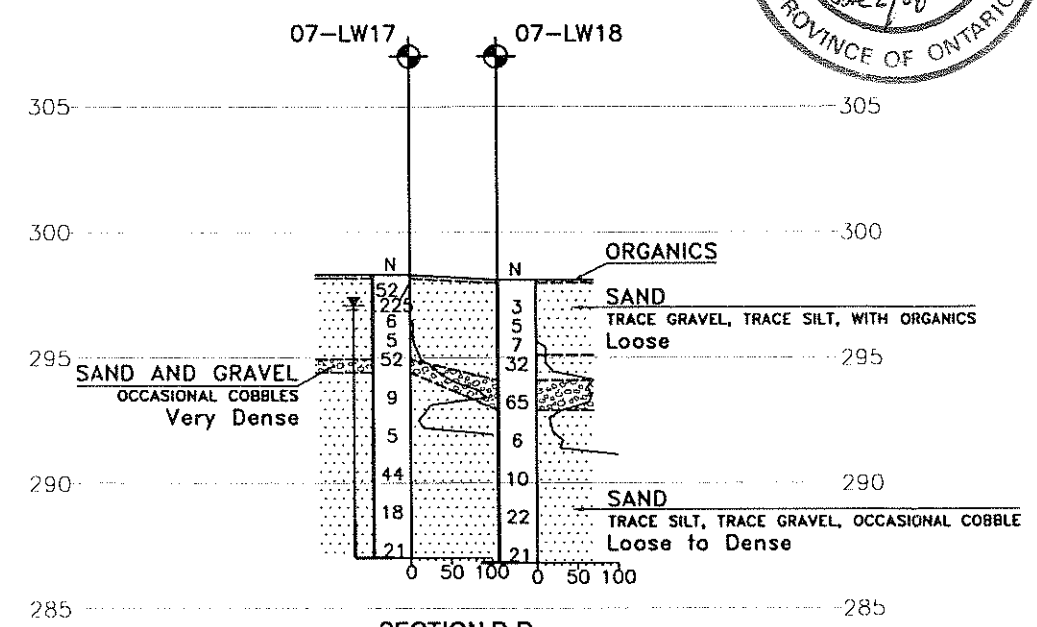 PROVINCE OF ONTARIO
07-LW17
07-LW18
305
305
300
300
ORGANICS
N
N
52/
225
6
5
52
9
5
44
18
21
3
5
7
32
65
6
10
22
21
SAND
TRACE GRAVEL, TRACE SILT, WITH ORGANICS
Loose
295
295
SAND AND GRAVEL
OCCASIONAL COBBLES
Very Dense
290
290
SAND
TRACE SILT, TRACE GRAVEL, OCCASIONAL COBBLE
Loose to Dense
0 50 100
0 50 100
285
285